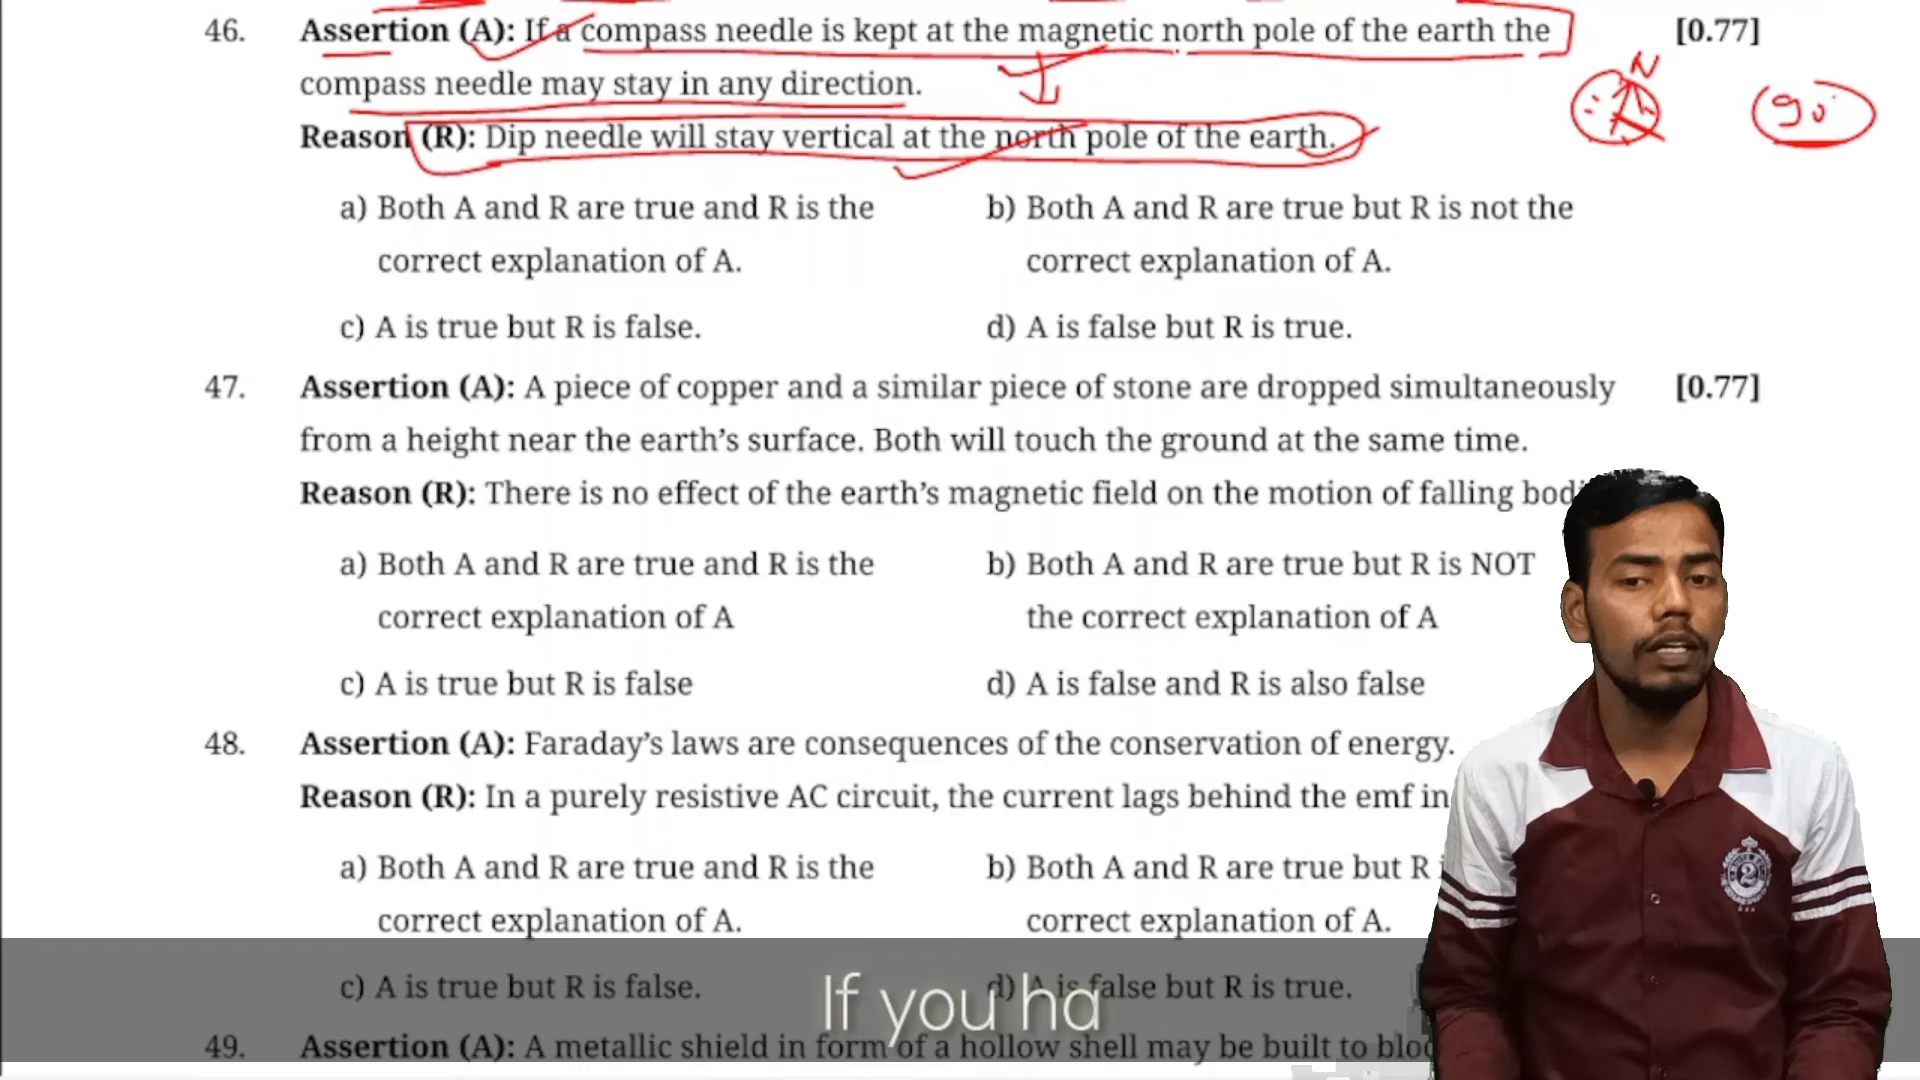 46. Assertion (A): If a compass needle is kept at the magnetic north pole of the earth the [0.77]
compass needle may stay in any direction.
N
90°
Reason (R): Dip needle will stay vertical at the north pole of the earth.
a) Both A and R are true and R is the
correct explanation of A.
b) Both A and R are true but R is not the
correct explanation of A.
c) A is true but R is false.
d) A is false but R is true.
47. Assertion (A): A piece of copper and a similar piece of stone are dropped simultaneously [0.77]
from a height near the earth’s surface. Both will touch the ground at the same time.
Reason (R): There is no effect of the earth’s magnetic field on the motion of falling
a) Both A and R are true and R is the
correct explanation of A
b) Both A and R are true but R is NOT
the correct explanation of A
c) A is true but R is false
d) A is false and R is also false
48. Assertion (A): Faraday’s laws are consequences of the conservation of energy.
Reason (R): In a purely resistive AC circuit, the current lags behind the emf in
a) Both A and R are true and R is the
correct explanation of A.
b) Both A and R are true but R
correct explanation of A.
c) A is true but R is false.
d) A is false but R is true.
If you ha
49. Assertion (A): A metallic shield in form of a hollow shell may be built to
2